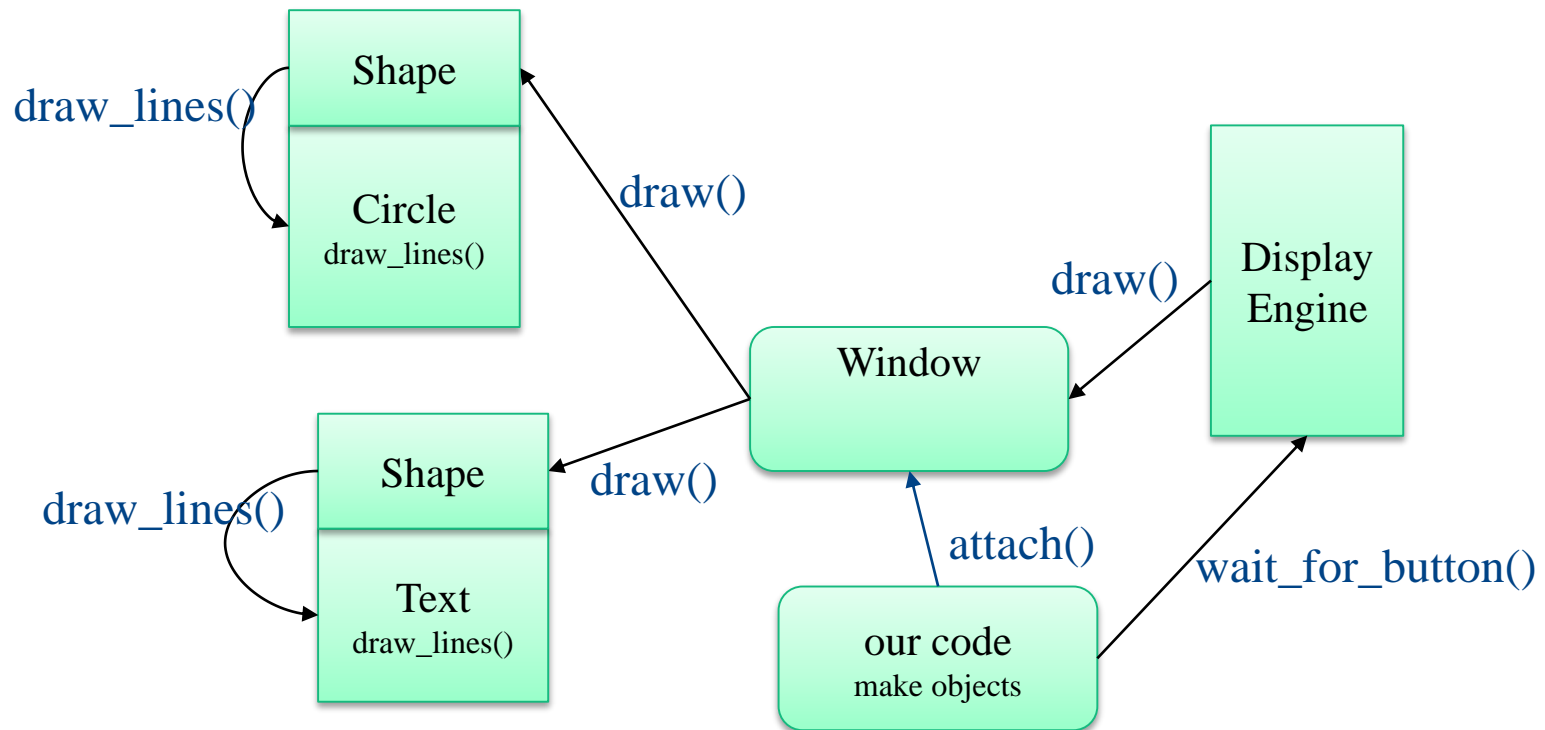 Shape
draw_lines()
Circle
draw_lines()
draw()
Display
Engine
draw()
Window
Shape
draw()
draw_lines()
attach()
wait_for_button()
Text
draw_lines()
our code
make objects